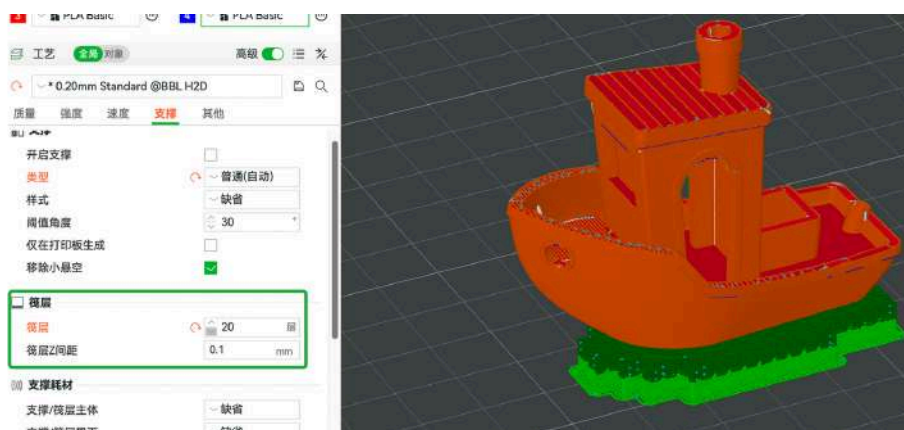 3 PLA Basic 4 PLA Basic
工艺 全局 对象 高级
* 0.20mm Standard @BBL H2D
质量 强度 速度 支撑 其他
支撑
开启支撑
类型 普通(自动)
样式 缺省
阈值角度 30 °
仅在打印板生成
移除小悬空
筏层
筏层 20 层
筏层Z间距 0.1 mm
支撑耗材
支撑/筏层主体 缺省